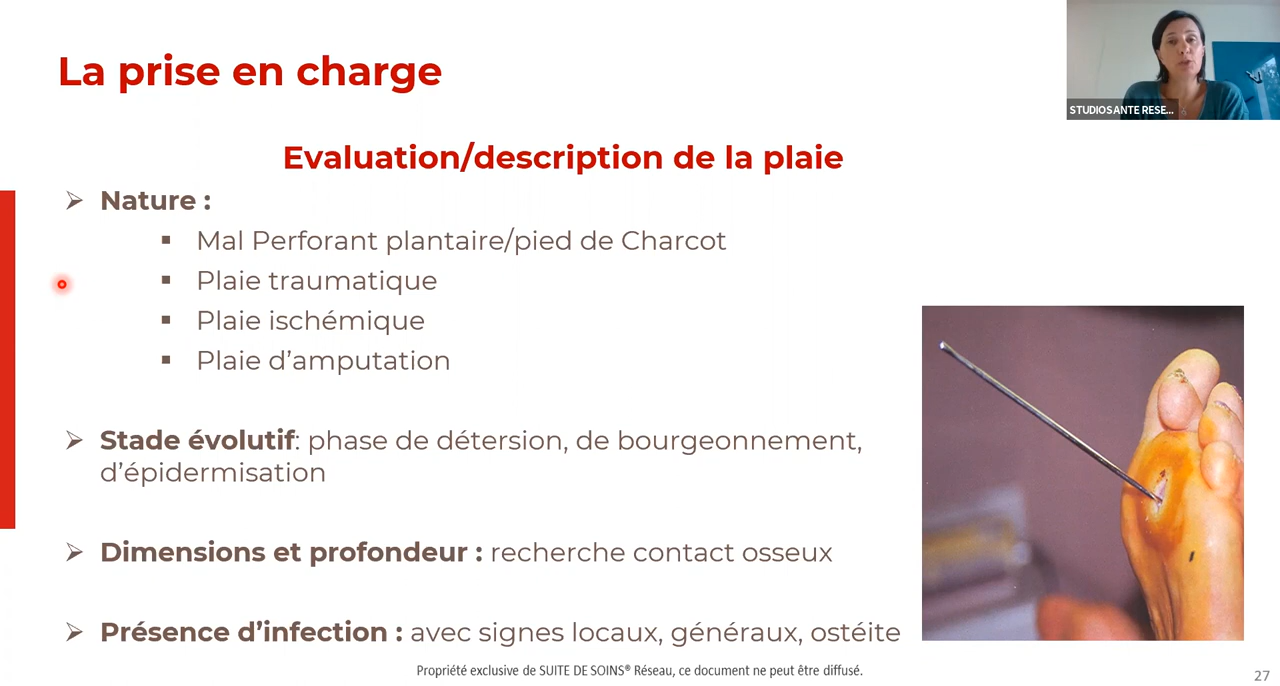 La prise en charge
STUDIOSANTE RESE...
Evaluation/description de la plaie
Nature :
Mal Perforant plantaire/pied de Charcot
Plaie traumatique
Plaie ischémique
Plaie d’amputation
Stade évolutif: phase de détersion, de bourgeonnement,
d’épidermisation
Dimensions et profondeur : recherche contact osseux
Présence d’infection : avec signes locaux, généraux, ostéite
Propriété exclusive de SUITE DE SOINS® Réseau, ce document ne peut être diffusé.
27